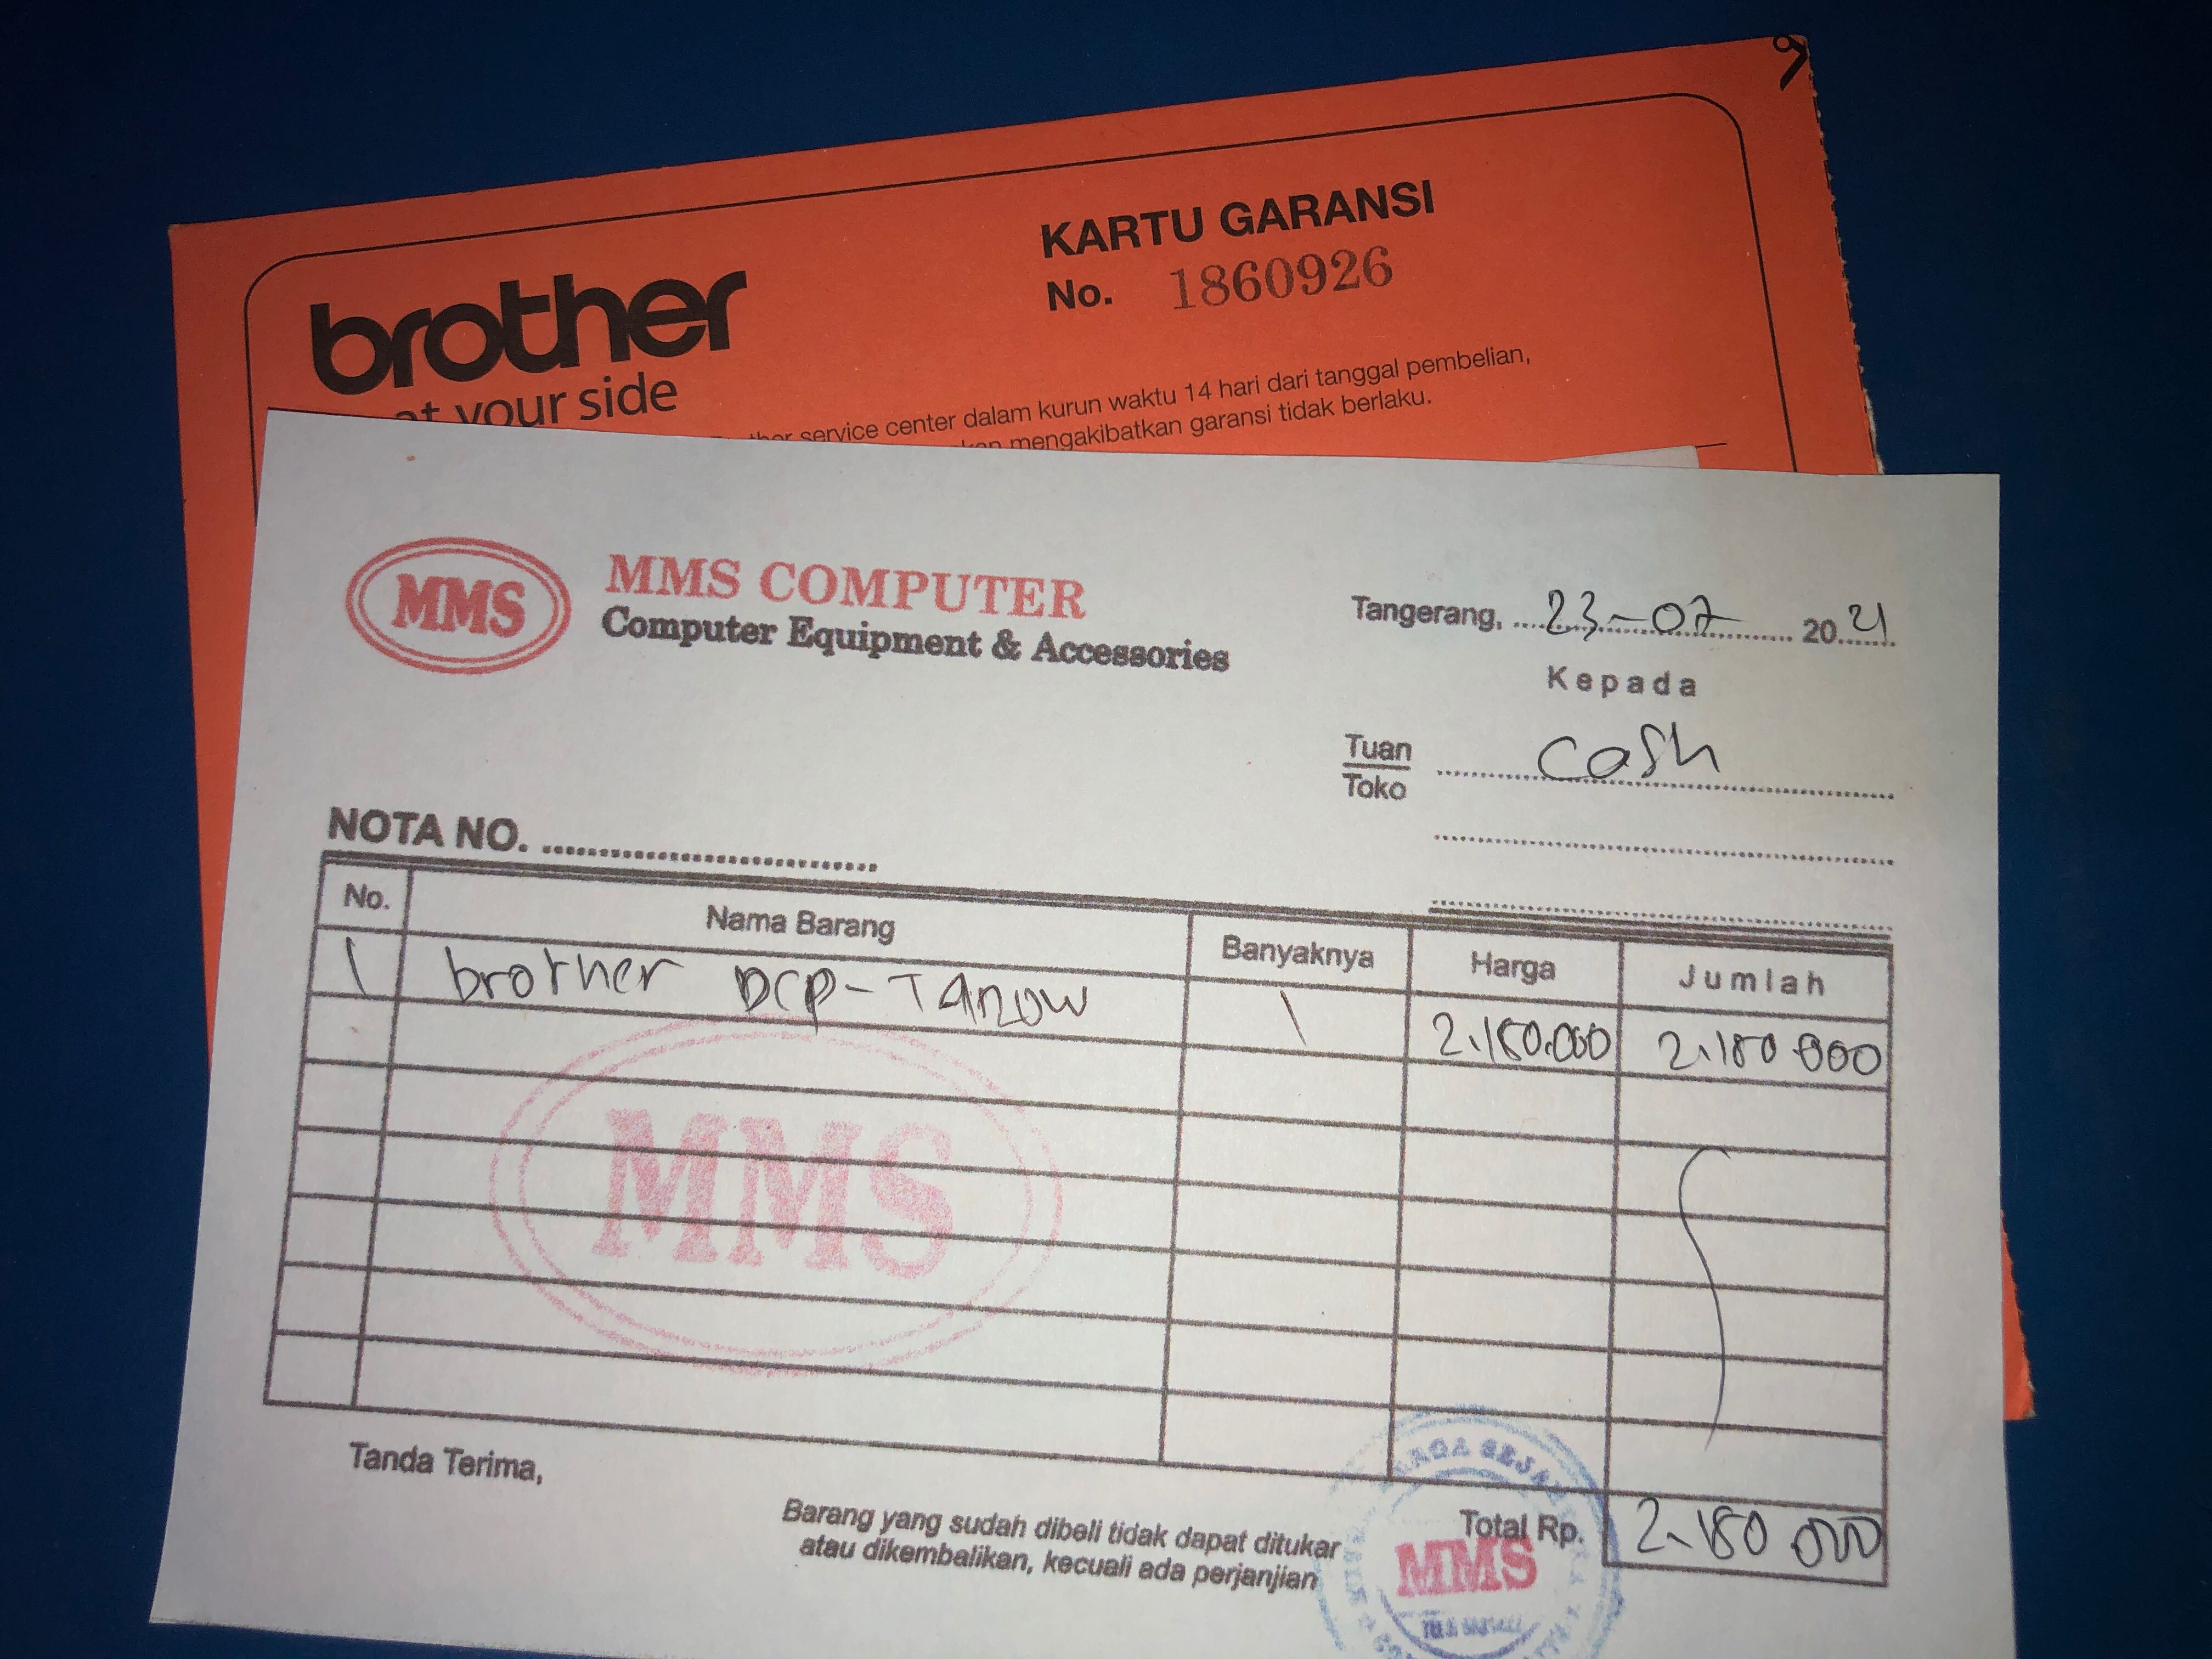 KARTU GARANSI
No. 1860926
brother
at your side
service center dalam kurun waktu 14 hari dari tanggal pembelian,
mengakibatkan garansi tidak berlaku.
MMS
MMS COMPUTER
Computer Equipment & Accessories
Tangerang, 23-07 2021
Kepada
Tuan
Toko
cash
NOTA NO.
No. Nama Barang Banyaknya Harga Jumlah
1 brother DCP-T420W 1 2.180.000 2.180.000
MMS
Tanda Terima,
Barang yang sudah dibeli tidak dapat ditukar
atau dikembalikan, kecuali ada perjanjian
Total Rp. 2.180.000
MMS